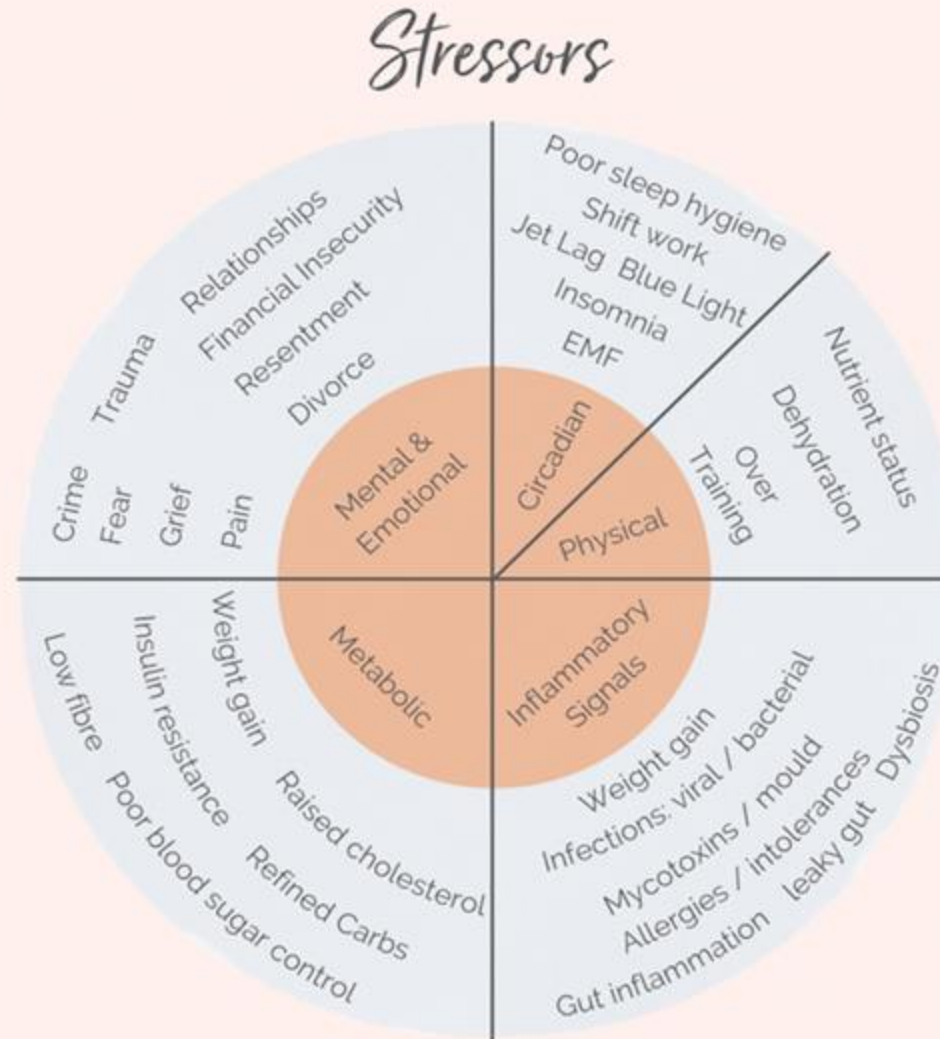 Stressors
Poor sleep hygiene
Shift work
Jet Lag Blue Light
Insomnia
EMF
Circadian
Nutrient status
Dehydration
Over
Training
Physical
Inflammatory
Signals
Weight gain
Infections: viral / bacterial
Mycotoxins / mould
Allergies / intolerances
Gut inflammation leaky gut Dysbiosis
Metabolic
Weight gain
Raised cholesterol
Insulin resistance
Refined Carbs
Low fibre
Poor blood sugar control
Mental &
Emotional
Relationships
Financial Insecurity
Resentment
Divorce
Trauma
Crime
Fear
Grief
Pain